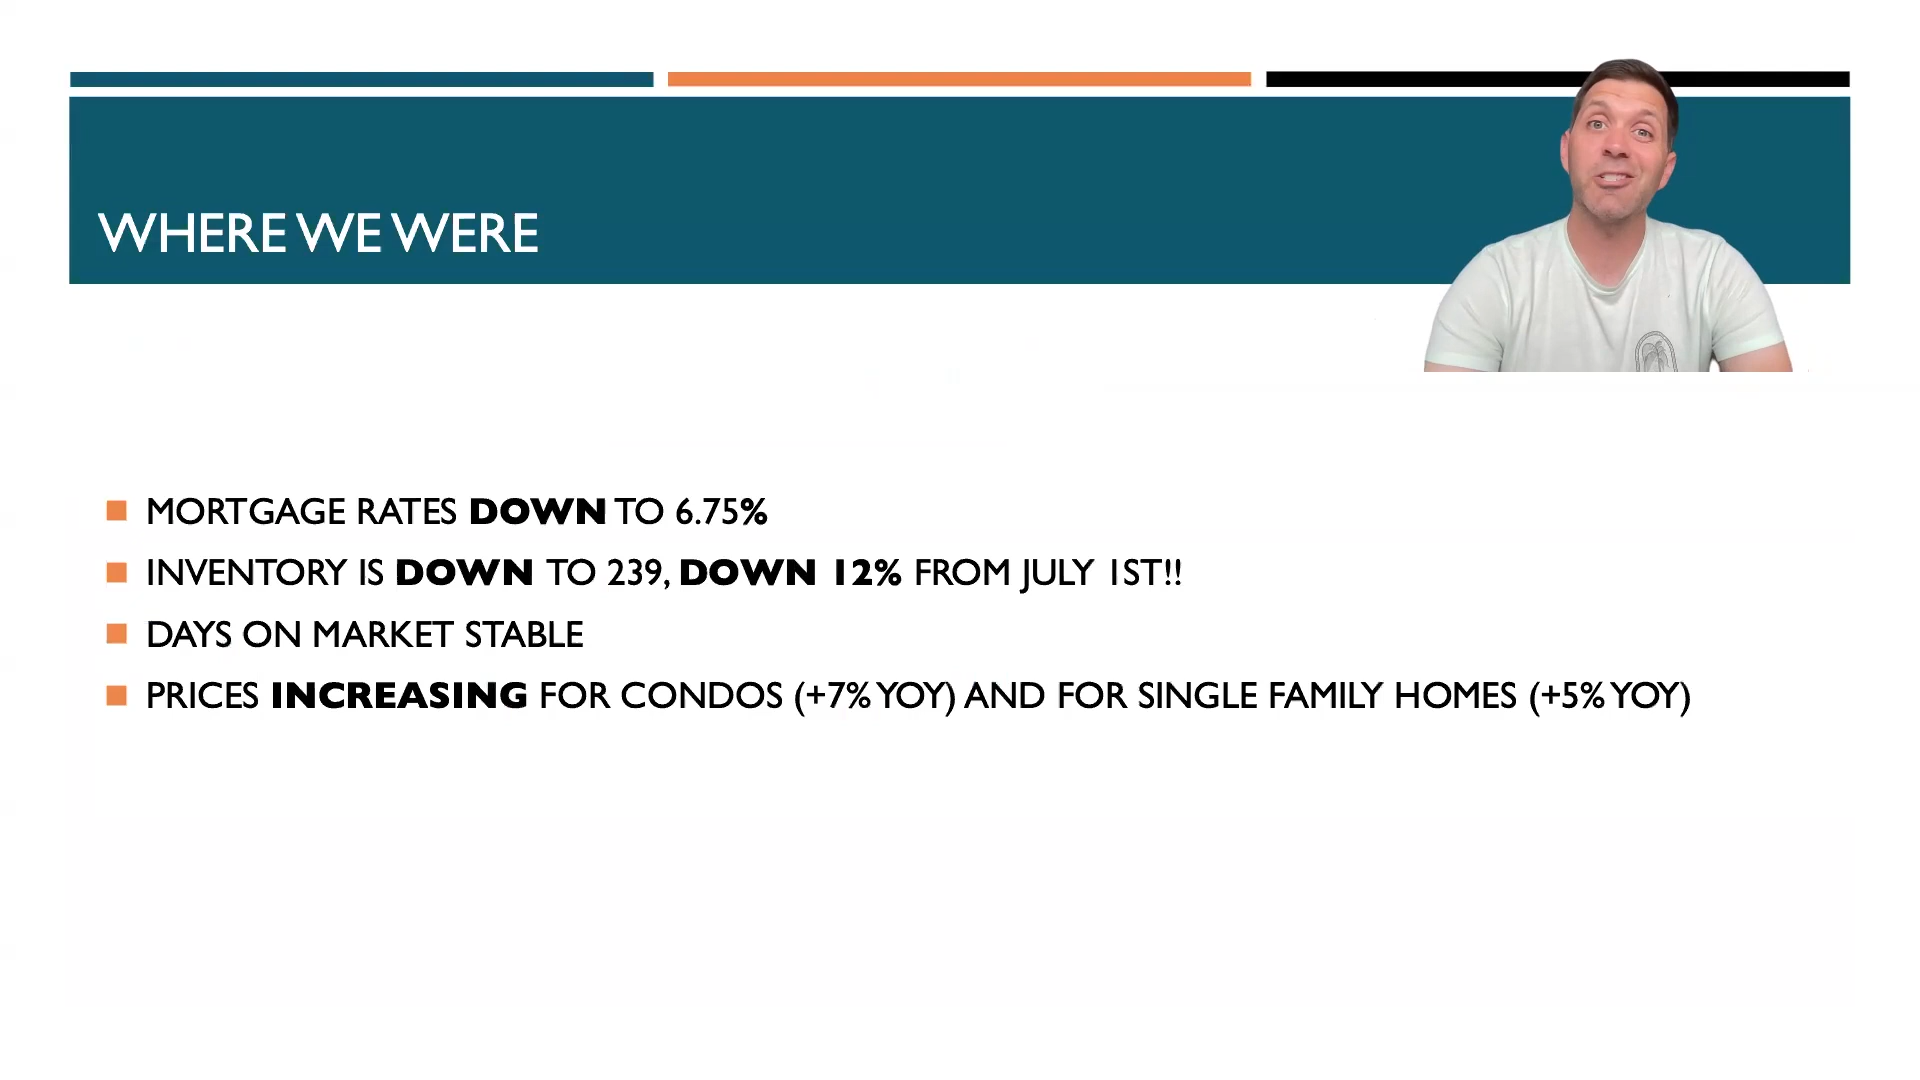 WHERE WE WERE
MORTGAGE RATES DOWN TO 6.75%
INVENTORY IS DOWN TO 239, DOWN 12% FROM JULY 1ST!!
DAYS ON MARKET STABLE
PRICES INCREASING FOR CONDOS (+7% YOY) AND FOR SINGLE FAMILY HOMES (+5% YOY)